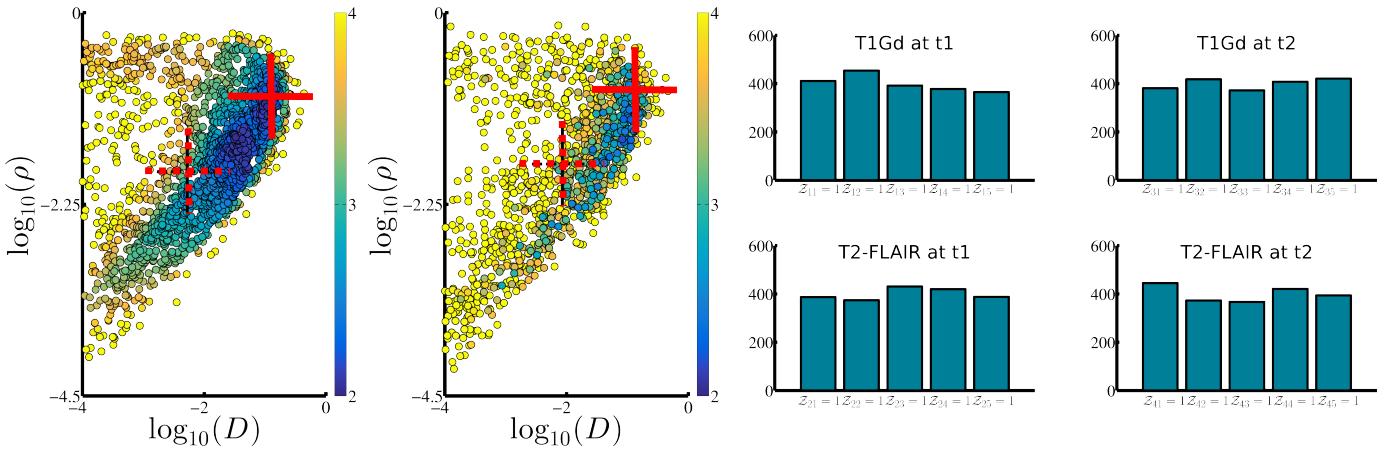 0
−2.25
−4.5
log₁₀(ρ)
−4
−2
0
log₁₀(D)
4
3
2
0
−2.25
−4.5
log₁₀(ρ)
−4
−2
0
log₁₀(D)
4
3
2
T1Gd at t1
600
400
200
0
𝓩₁₁ = 1 𝓩₁₂ = 1 𝓩₁₃ = 1 𝓩₁₄ = 1 𝓩₁₅ = 1
T1Gd at t2
600
400
200
0
𝓩₃₁ = 1 𝓩₃₂ = 1 𝓩₃₃ = 1 𝓩₃₄ = 1 𝓩₃₅ = 1
T2-FLAIR at t1
600
400
200
0
𝓩₂₁ = 1 𝓩₂₂ = 1 𝓩₂₃ = 1 𝓩₂₄ = 1 𝓩₂₅ = 1
T2-FLAIR at t2
600
400
200
0
𝓩₄₁ = 1 𝓩₄₂ = 1 𝓩₄₃ = 1 𝓩₄₄ = 1 𝓩₄₅ = 1